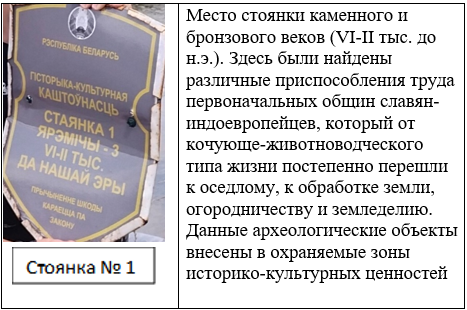 РЭСПУБЛІКА БЕЛАРУСЬ
ГІСТОРЫКА-КУЛЬТУРНАЯ
КАШТОЎНАСЦЬ
СТАЯНКА 1
ЯРЭМІЧЫ - 3
VI-II ТЫС.
ДА НАШАЙ ЭРЫ
ПРЫЧЫНЕННЕ ШКОДЫ
КАРАЕЦЦА ПА
ЗАКОНУ
Стоянка № 1
Место стоянки каменного и
бронзового веков (VI-II тыс. до
н.э.). Здесь были найдены
различные приспособления труда
первоначальных общин славян-
индоевропейцев, который от
кочующе-животноводческого
типа жизни постепенно перешли
к оседлому, к обработке земли,
огородничеству и земледелию.
Данные археологические объекты
внесены в охраняемые зоны
историко-культурных ценностей